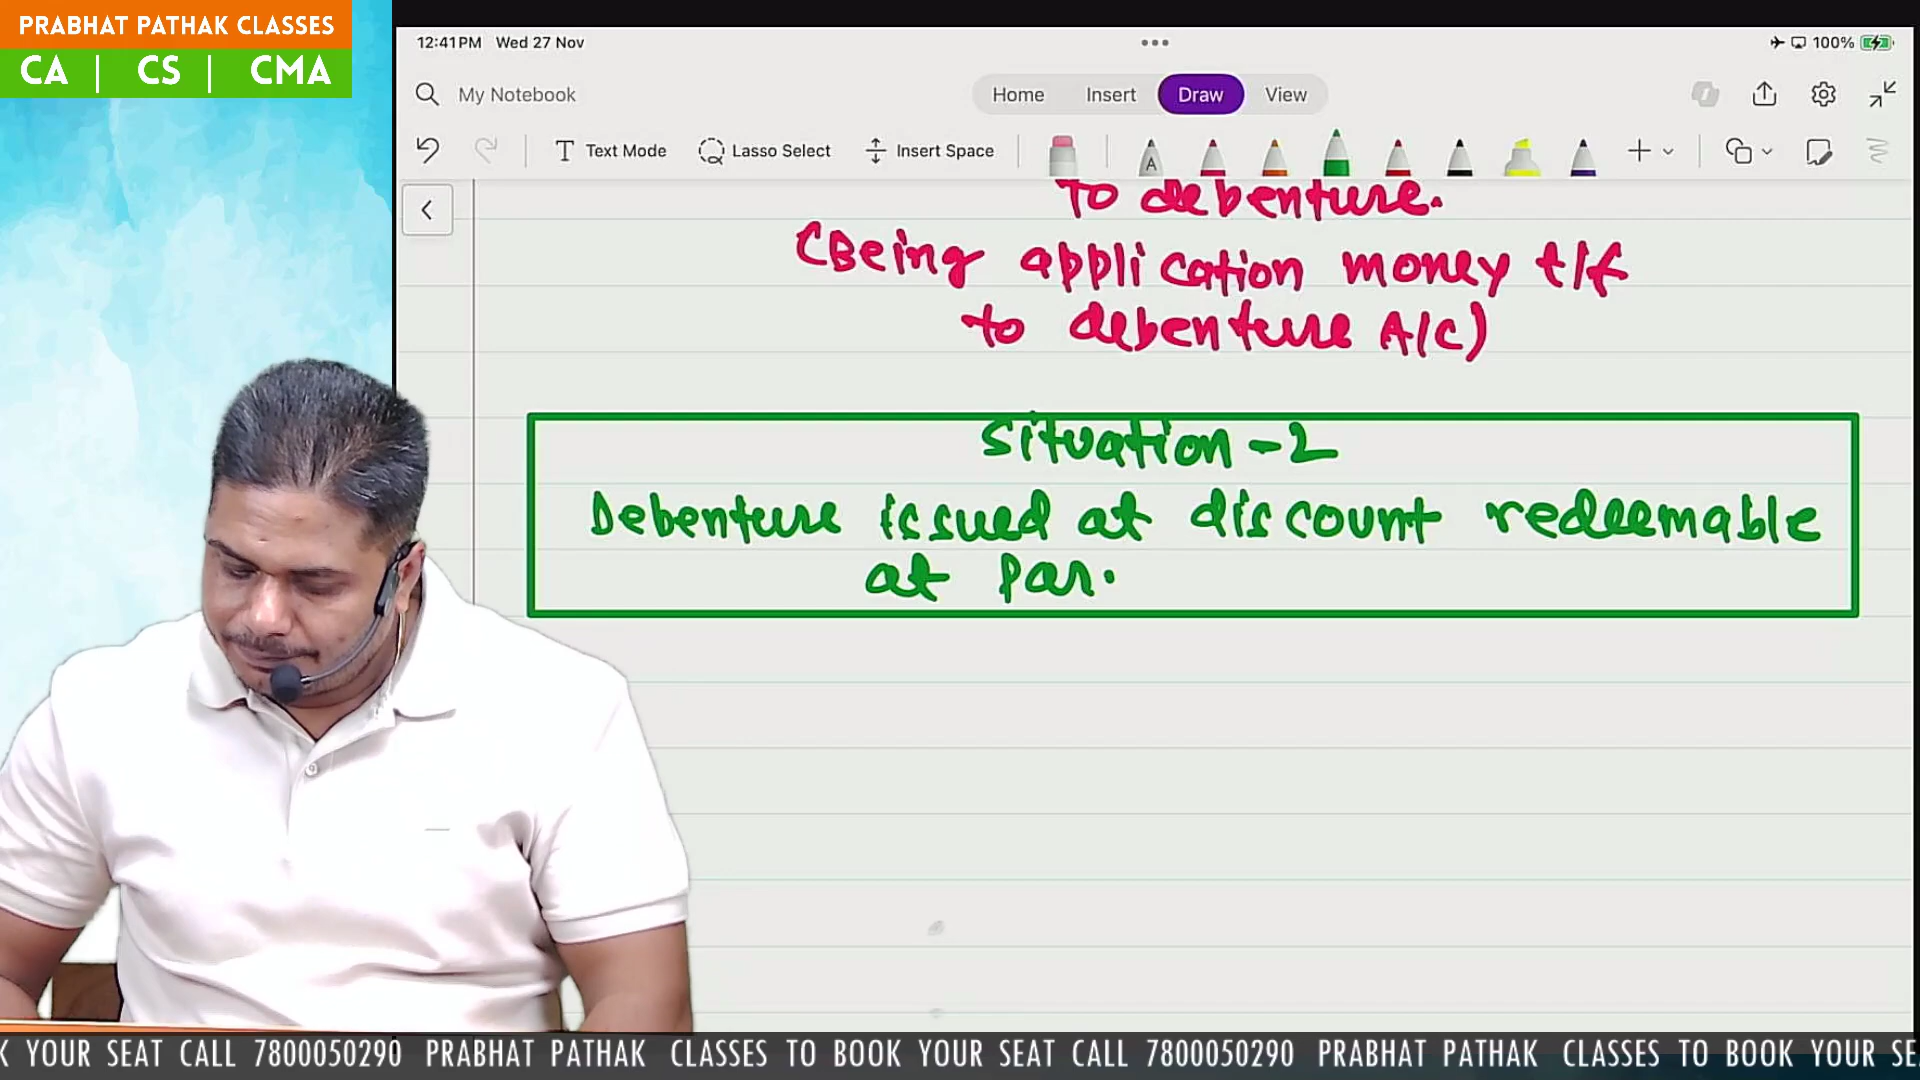 PRABHAT PATHAK CLASSES
CA | CS | CMA
12:41 PM Wed 27 Nov
100%
My Notebook
Home Insert Draw View
Text Mode Lasso Select Insert Space
A
To debenture.
(Being application money t/f
to debenture A/c)
Situation-2
Debenture issued at discount redeemable
at par.
K YOUR SEAT CALL 7800050290 PRABHAT PATHAK CLASSES TO BOOK YOUR SEAT CALL 7800050290 PRABHAT PATHAK CLASSES TO BOOK YOUR SE